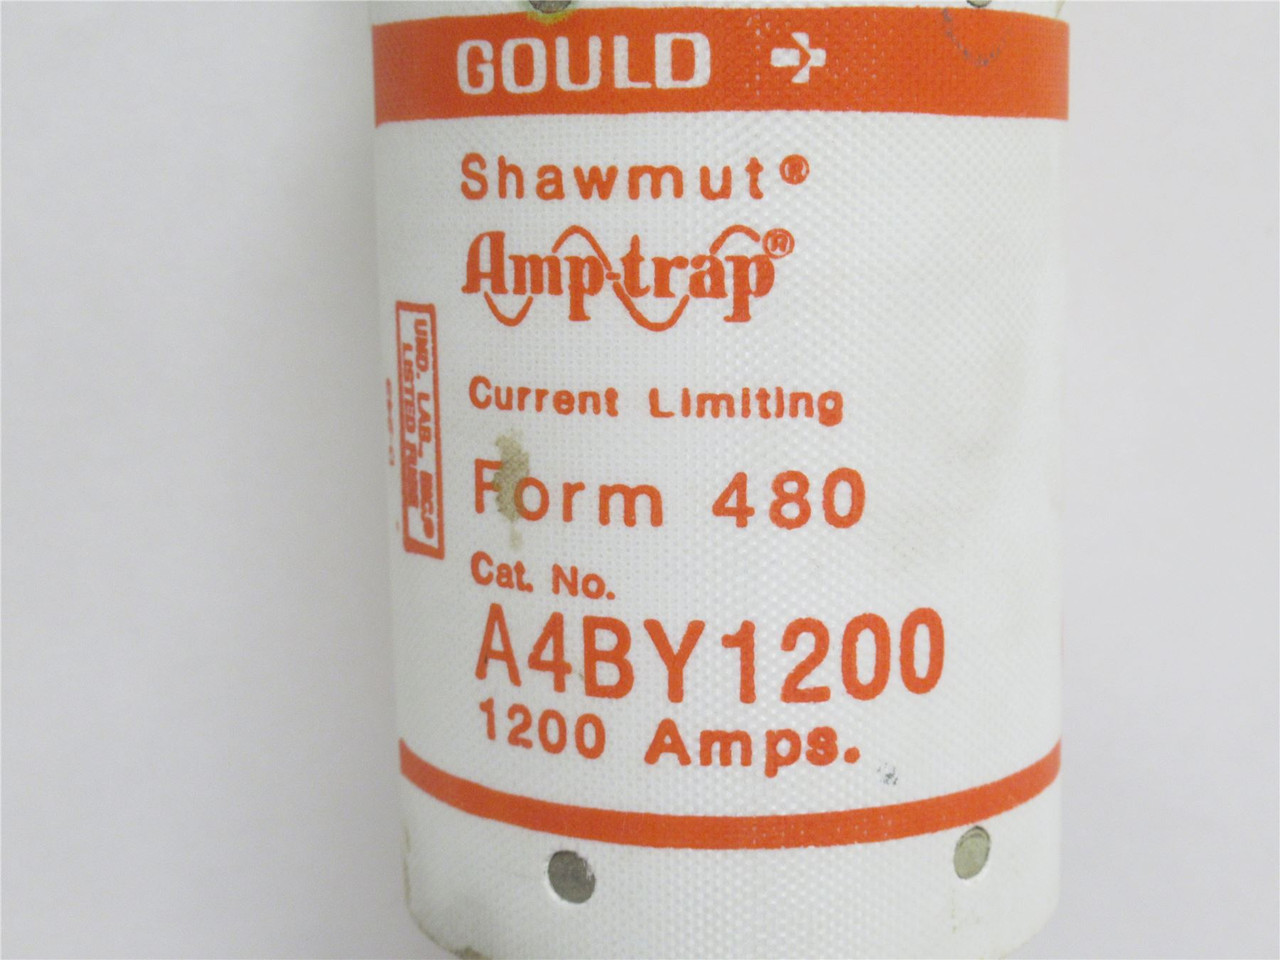 GOULD
Shawmut®
Amp-trap®
Current Limiting
Form 480
Cat. No.
A4BY1200
1200 Amps.
UND. LAB. INC.®
LISTED FUSE